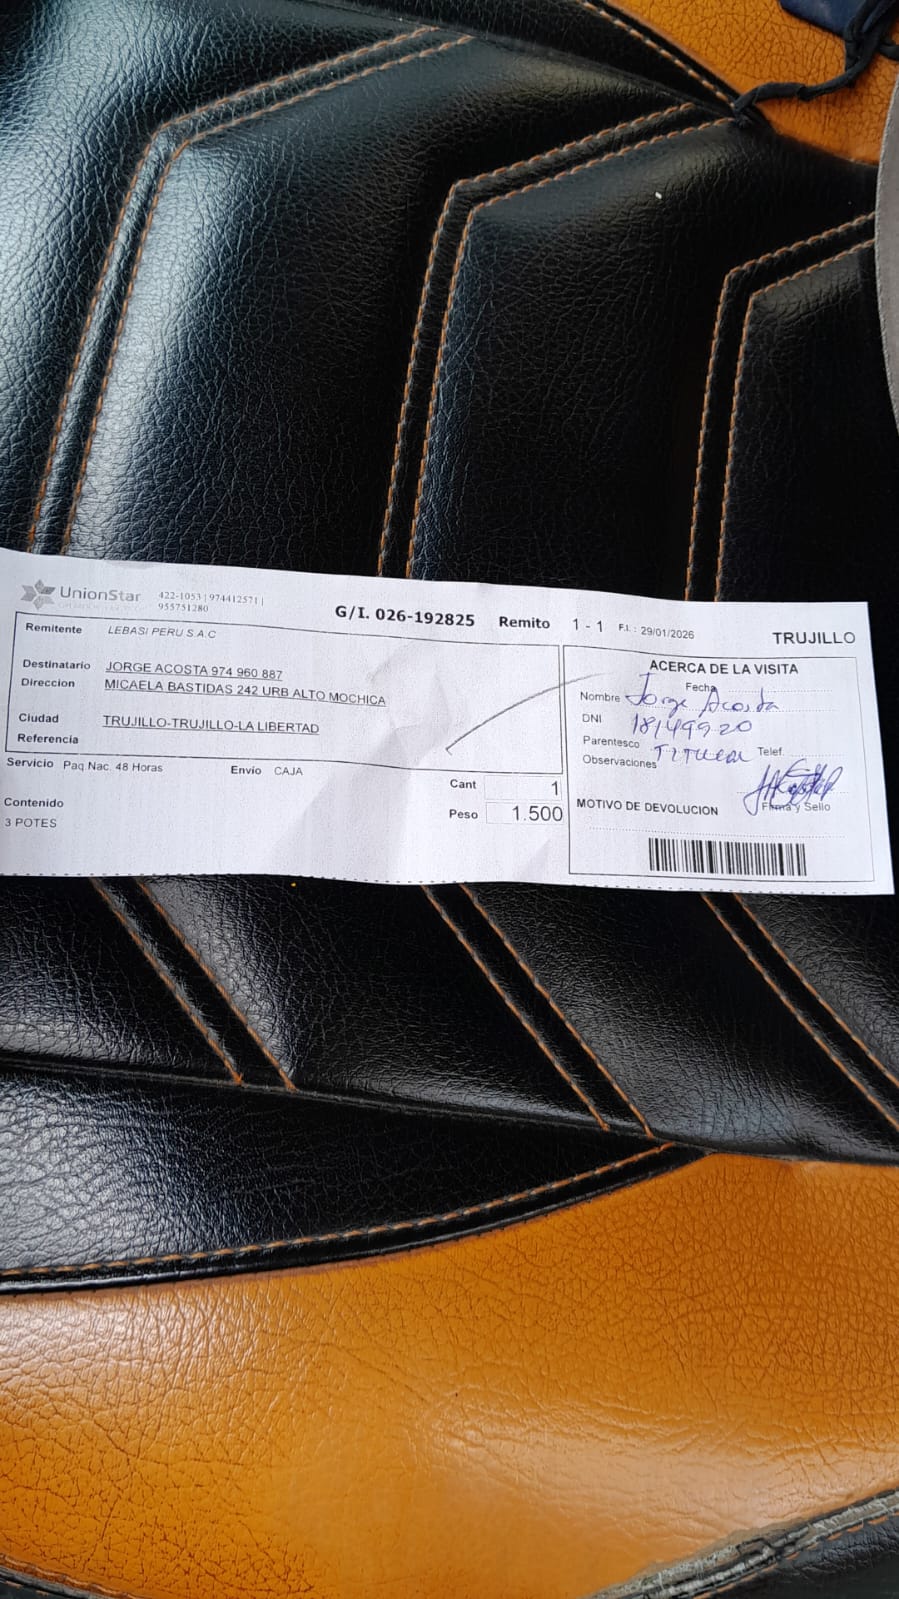 UnionStar
422-1053 | 974412571 |
955751280
G/I. 026-192825
Remito 1 - 1
F.I. : 29/01/2026
TRUJILLO
Remitente LEBASI PERU S.A.C
Destinatario JORGE ACOSTA 974 960 887
Direccion MICAELA BASTIDAS 242 URB ALTO MOCHICA
Ciudad TRUJILLO-TRUJILLO-LA LIBERTAD
Referencia
Servicio Paq Nac. 48 Horas
Envio CAJA
Contenido
3 POTES
Cant 1
Peso 1.500
ACERCA DE LA VISITA
Fecha
Nombre Jorge Acosta
DNI 18149920
Parentesco Titular
Telef.
Observaciones
Firma y Sello
MOTIVO DE DEVOLUCION